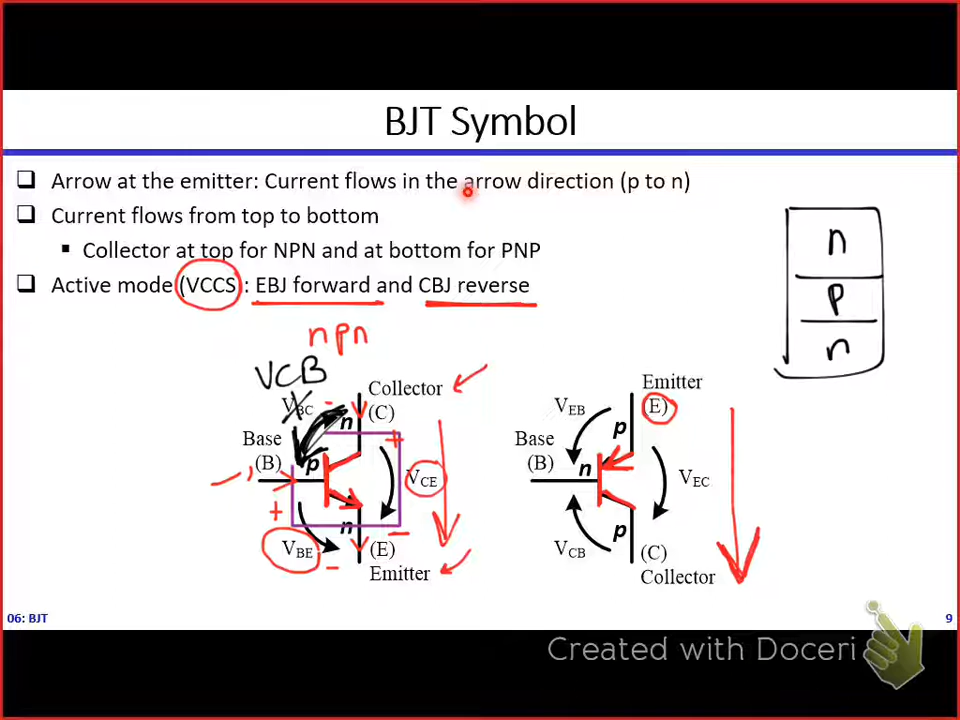 BJT Symbol
Arrow at the emitter: Current flows in the arrow direction (p to n)
Current flows from top to bottom
Collector at top for NPN and at bottom for PNP
Active mode (VCCS) : EBJ forward and CBJ reverse
n
p
n
npn
VCB
VBC
Collector
(C)
n
+
-
Base
(B)
p
VCE
+
VBE
-
n
-
(E)
Emitter
Emitter
(E)
VEB
p
Base
(B)
n
VEC
p
VCB
(C)
Collector
06: BJT
9
Created with Doceri